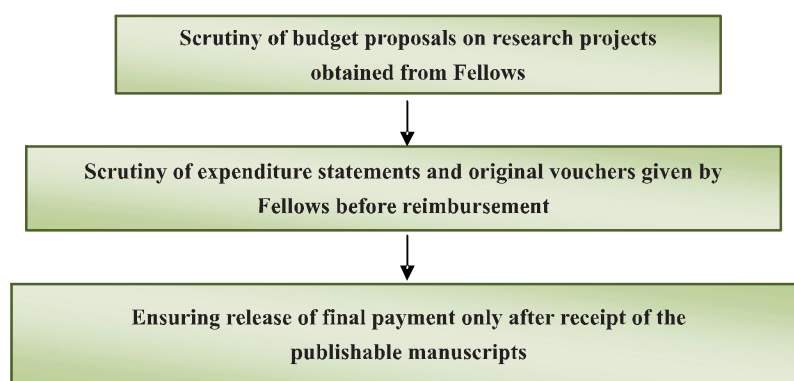 Scrutiny of budget proposals on research projects
obtained from Fellows
Scrutiny of expenditure statements and original vouchers given by
Fellows before reimbursement
Ensuring release of final payment only after receipt of the
publishable manuscripts